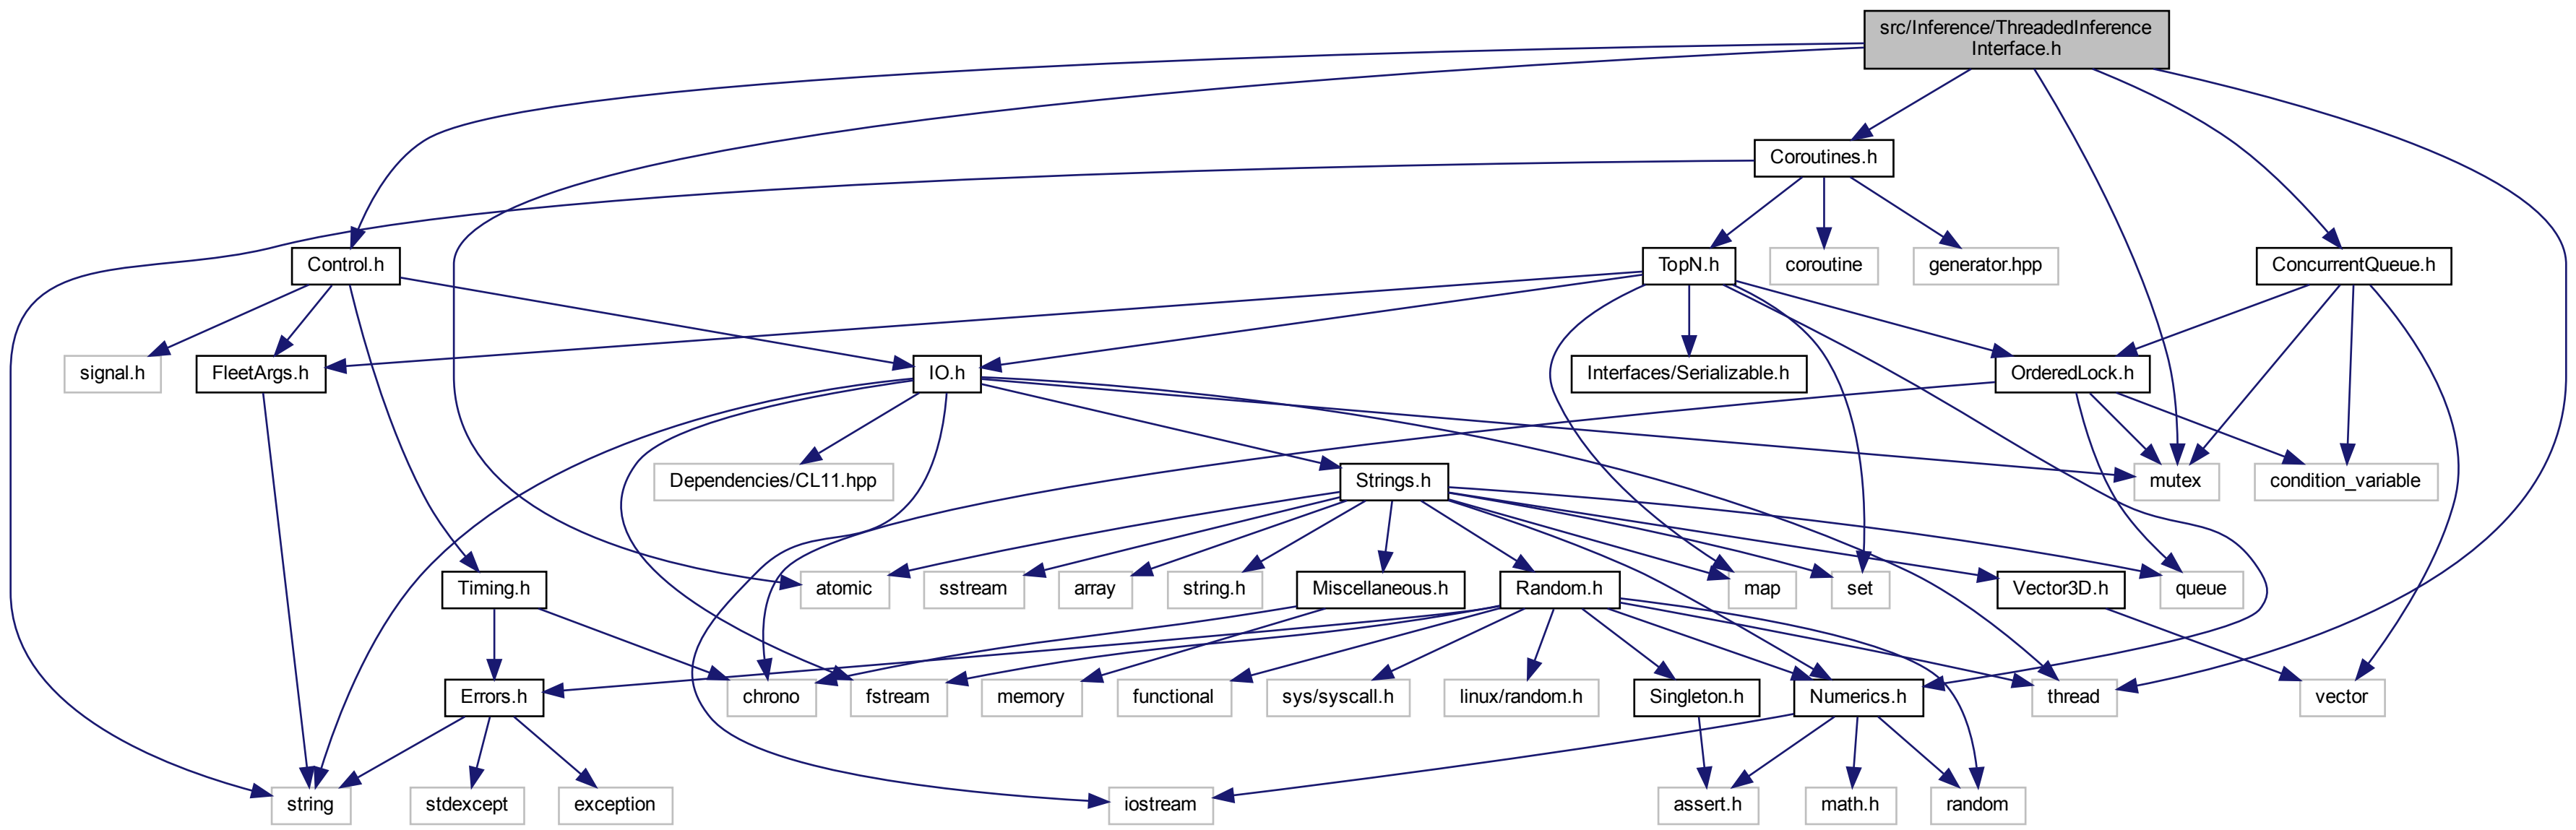 src/Inference/ThreadedInference
Interface.h
Coroutines.h
Control.h
TopN.h
coroutine
generator.hpp
ConcurrentQueue.h
signal.h
FleetArgs.h
IO.h
Interfaces/Serializable.h
OrderedLock.h
Dependencies/CL11.hpp
Strings.h
mutex
condition_variable
Timing.h
atomic
sstream
array
string.h
Miscellaneous.h
Random.h
map
set
Vector3D.h
queue
Errors.h
chrono
fstream
memory
functional
sys/syscall.h
linux/random.h
Singleton.h
Numerics.h
thread
vector
string
stdexcept
exception
iostream
assert.h
math.h
random